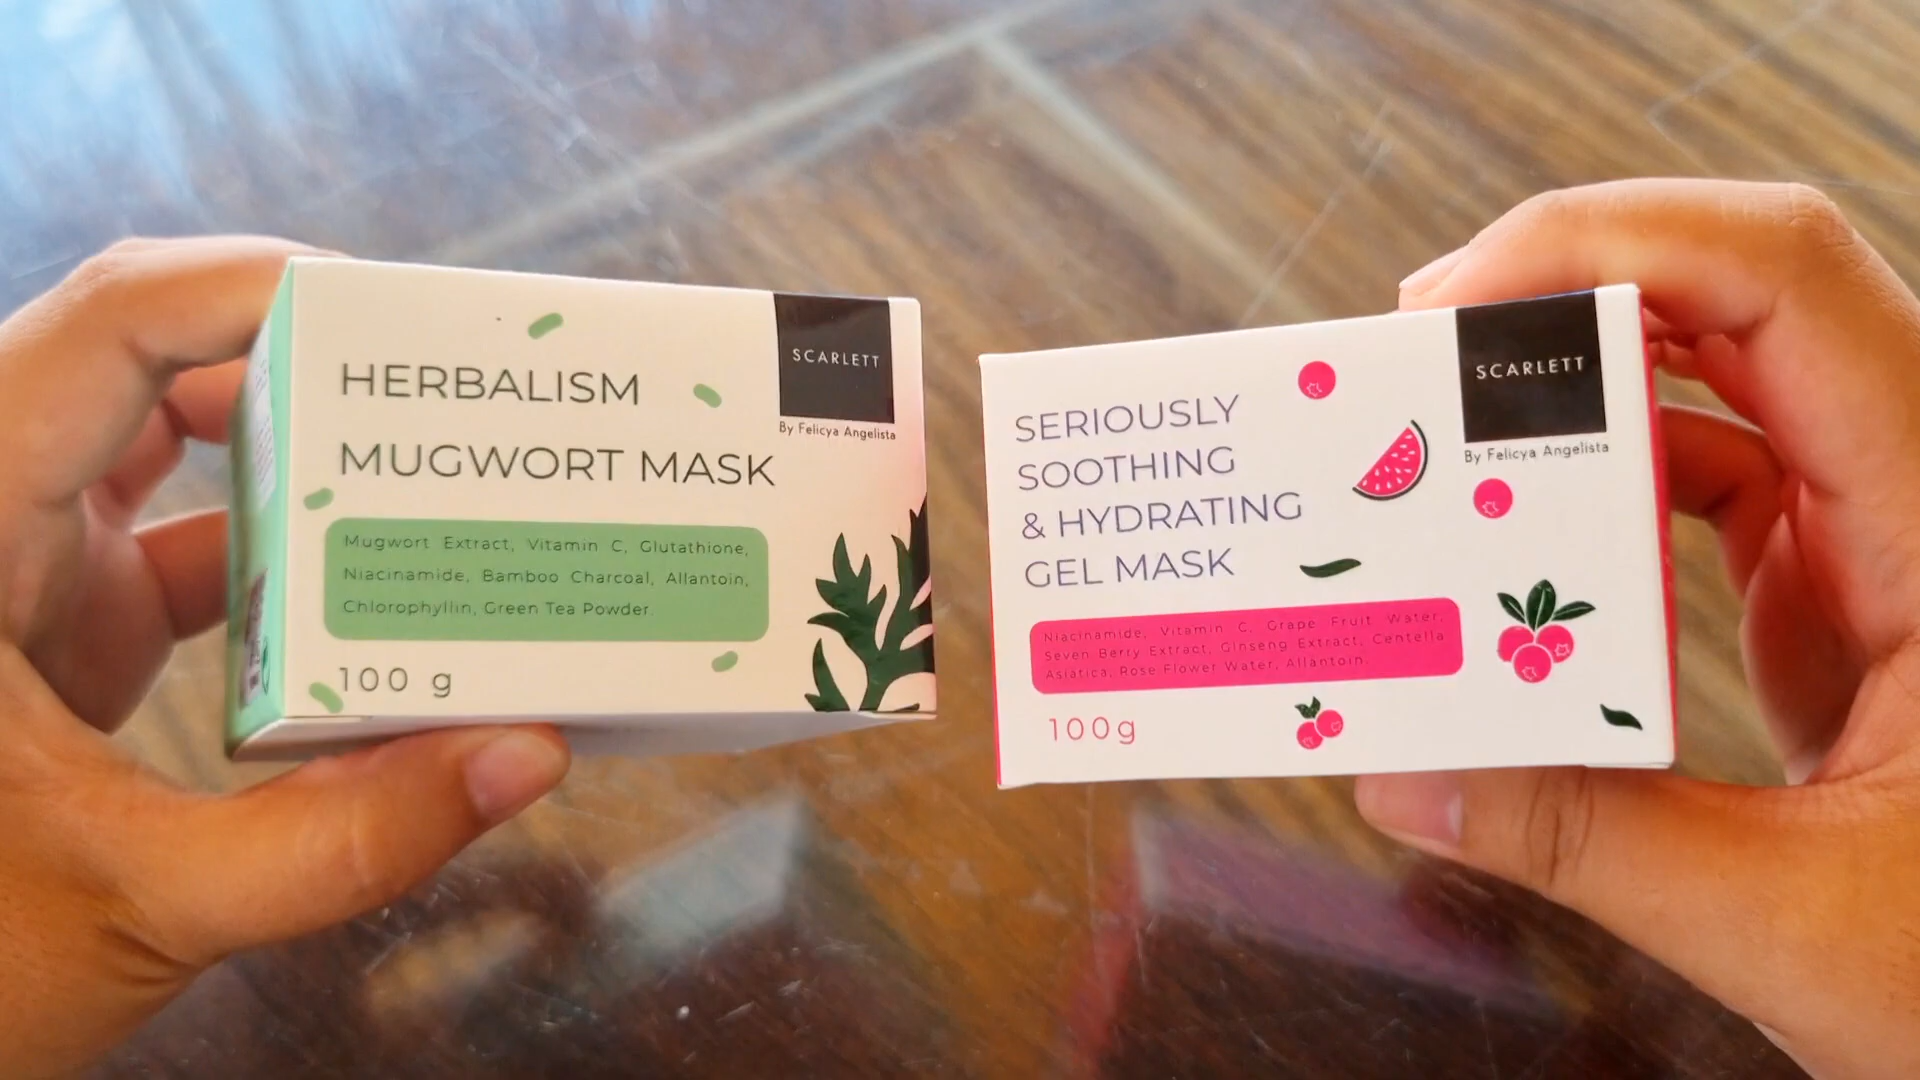 HERBALISM
MUGWORT MASK
SCARLETT
By Felicya Angelista
Mugwort Extract, Vitamin C, Glutathione,
Niacinamide, Bamboo Charcoal, Allantoin,
Chlorophyllin, Green Tea Powder.
100 g
SERIOUSLY
SOOTHING
& HYDRATING
GEL MASK
SCARLETT
By Felicya Angelista
Niacinamide, Vitamin C, Grape Fruit Water,
Seven Berry Extract, Ginseng Extract, Centella
Asiatica, Rose Flower Water, Allantoin.
100g